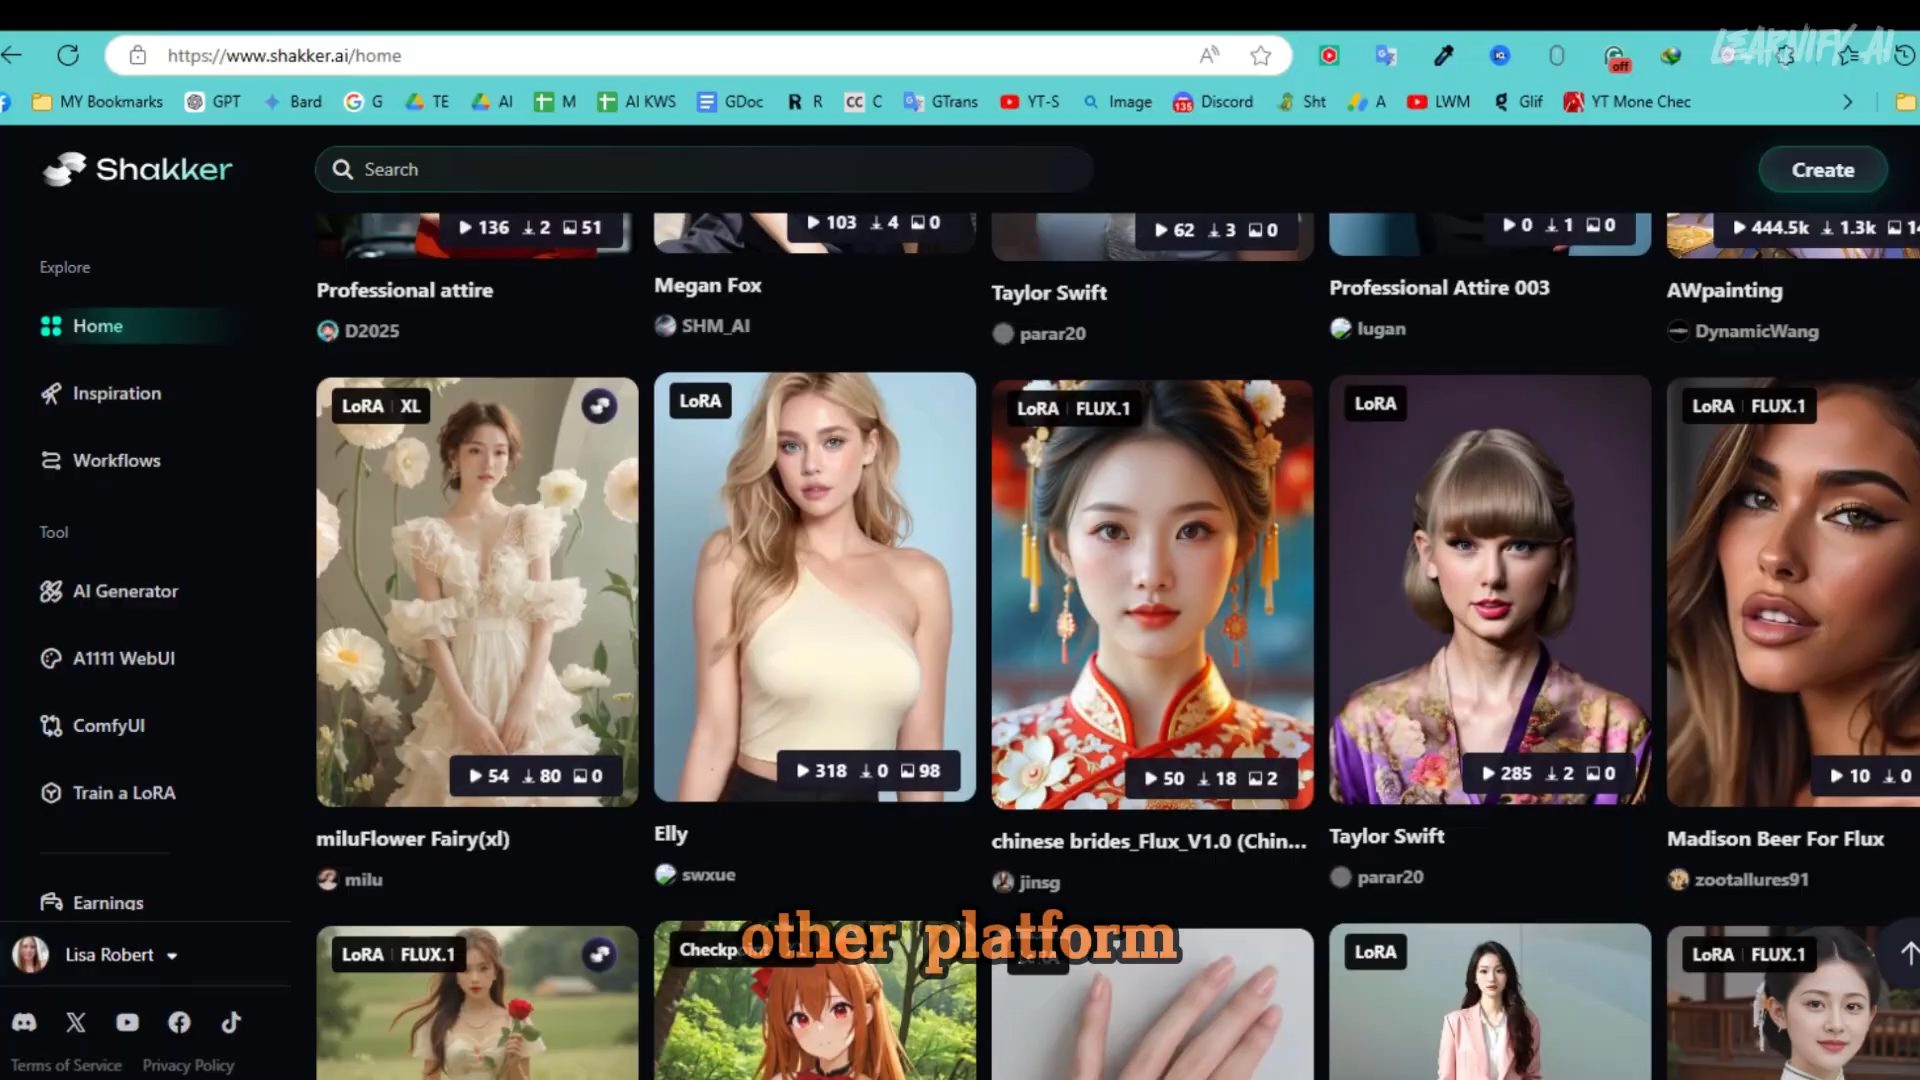 LEARNIFY AI
https://www.shakker.ai/home
off
MY Bookmarks GPT Bard G TE AI M AI KWS GDoc R R CC C GTrans YT-S Image 135 Discord Sht A LWM Glif YT Mone Chec
Shakker
Search
Create
136 2 51
103 4 0
62 3 0
0 1 0
444.5k 1.3k
Explore
Professional attire
Megan Fox
Taylor Swift
Professional Attire 003
AWpainting
D2025
SHM_AI
parar20
lugan
DynamicWang
Home
Inspiration
Workflows
Tool
AI Generator
A1111 WebUI
ComfyUI
Train a LoRA
LoRA XL
LoRA
LoRA FLUX.1
LoRA
LoRA FLUX.1
54 80 0
318 0 98
50 18 2
285 2 0
10 0
miluFlower Fairy(xl)
Elly
chinese brides_Flux_V1.0 (Chin...
Taylor Swift
Madison Beer For Flux
milu
swxue
jinsg
parar20
zootallures91
Earnings
other platform
Lisa Robert
LoRA FLUX.1
Checkpoint
LoRA
LoRA FLUX.1
Terms of Service Privacy Policy